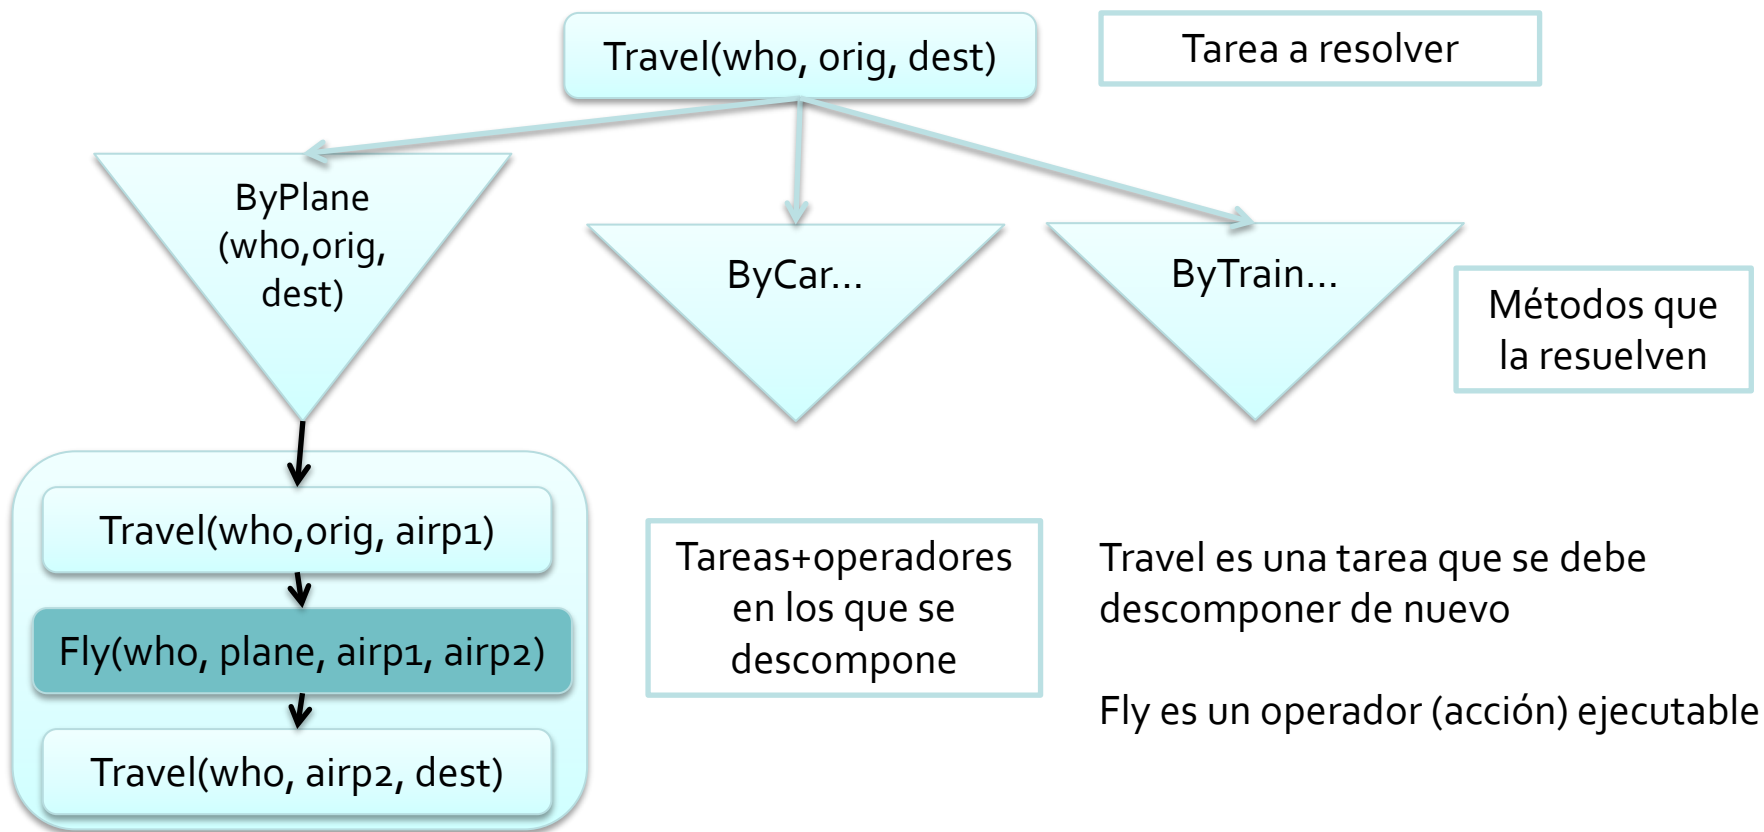 Travel(who, orig, dest)
Tarea a resolver
ByPlane
(who,orig,
dest)
ByCar...
ByTrain...
Métodos que
la resuelven
Travel(who,orig, airp1)
Fly(who, plane, airp1, airp2)
Travel(who, airp2, dest)
Tareas+operadores
en los que se
descompone
Travel es una tarea que se debe
descomponer de nuevo
Fly es un operador (acción) ejecutable